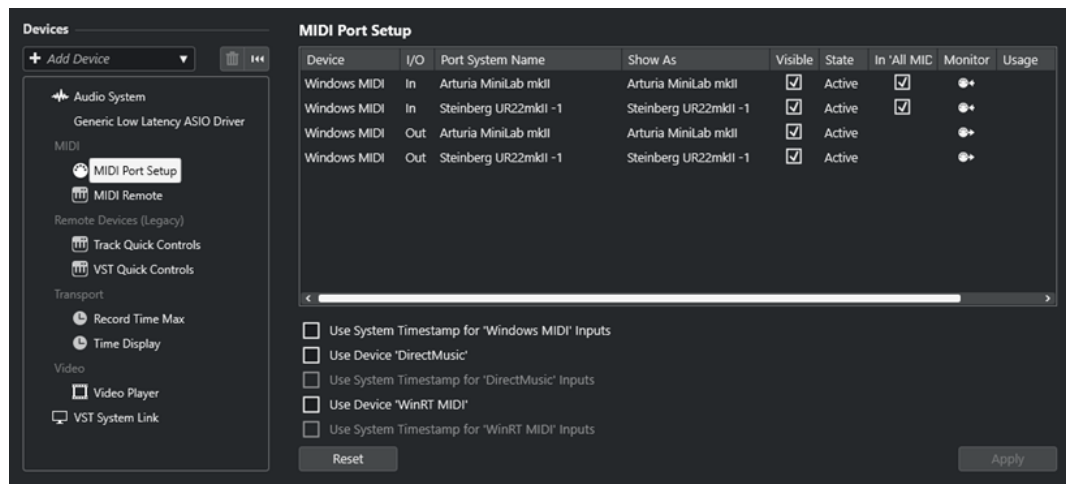 Devices
+ Add Device
Audio System
Generic Low Latency ASIO Driver
MIDI
MIDI Port Setup
MIDI Remote
Remote Devices (Legacy)
Track Quick Controls
VST Quick Controls
Transport
Record Time Max
Time Display
Video
Video Player
VST System Link
MIDI Port Setup
Device I/O Port System Name Show As Visible State In 'All MIC Monitor Usage
Windows MIDI In Arturia MiniLab mkII Arturia MiniLab mkII Active
Windows MIDI In Steinberg UR22mkII -1 Steinberg UR22mkII -1 Active
Windows MIDI Out Arturia MiniLab mkII Arturia MiniLab mkII Active
Windows MIDI Out Steinberg UR22mkII -1 Steinberg UR22mkII -1 Active
Use System Timestamp for 'Windows MIDI' Inputs
Use Device 'DirectMusic'
Use System Timestamp for 'DirectMusic' Inputs
Use Device 'WinRT MIDI'
Use System Timestamp for 'WinRT MIDI' Inputs
Reset
Apply